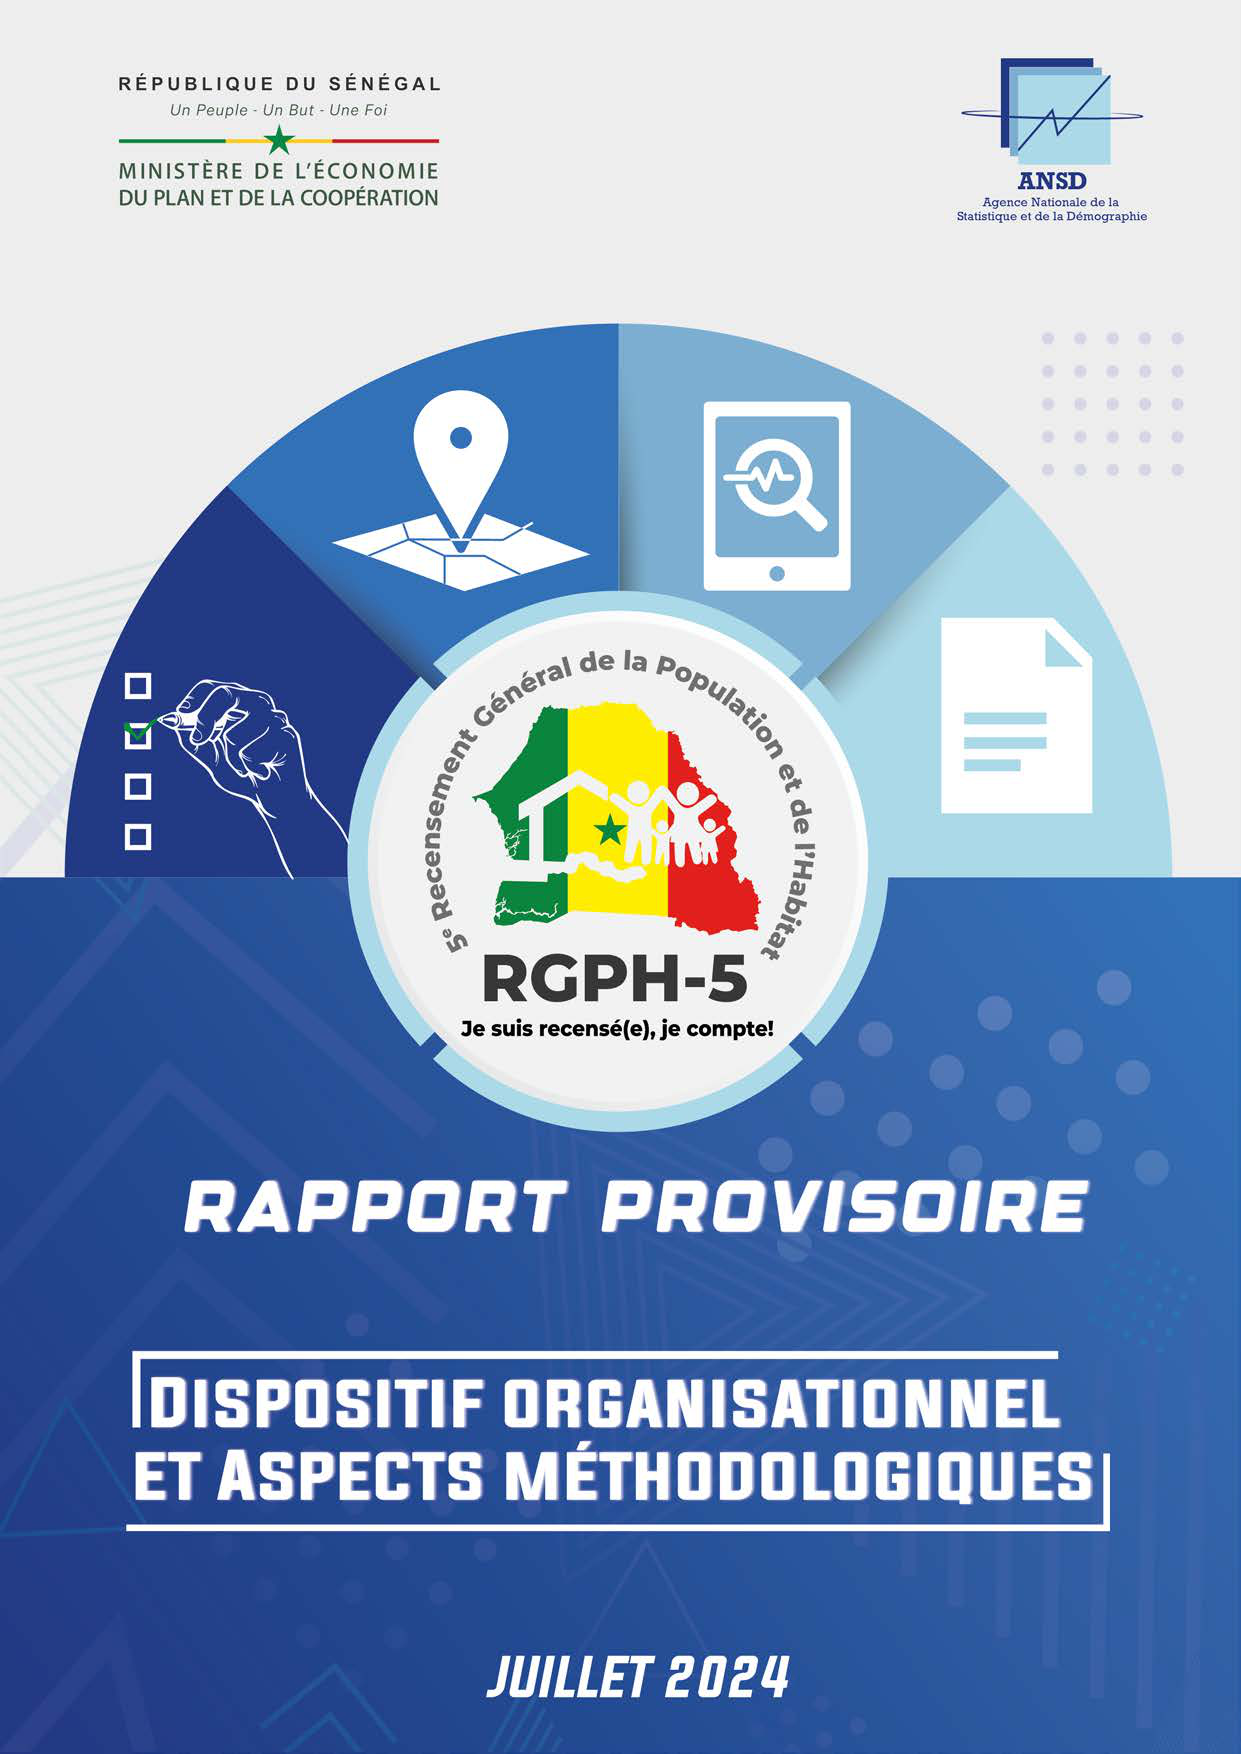 RÉPUBLIQUE DU SÉNÉGAL
Un Peuple - Un But - Une Foi
MINISTÈRE DE L'ÉCONOMIE
DU PLAN ET DE LA COOPÉRATION
ANSD
Agence Nationale de la
Statistique et de la Démographie
5e Recensement Général de la Population et de l'Habitat
RGPH-5
Je suis recensé(e), je compte!
RAPPORT PROVISOIRE
DISPOSITIF ORGANISATIONNEL
ET ASPECTS MÉTHODOLOGIQUES
JUILLET 2024